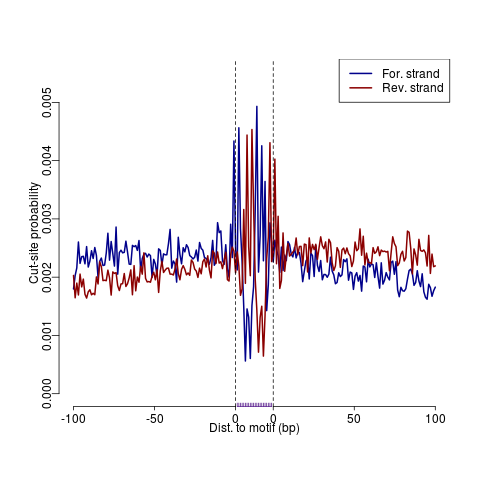 For. strand
Rev. strand
0.005
0.004
0.003
0.002
0.001
0.000
Cut-site probability
-100 -50 0 0 50 100
Dist. to motif (bp)